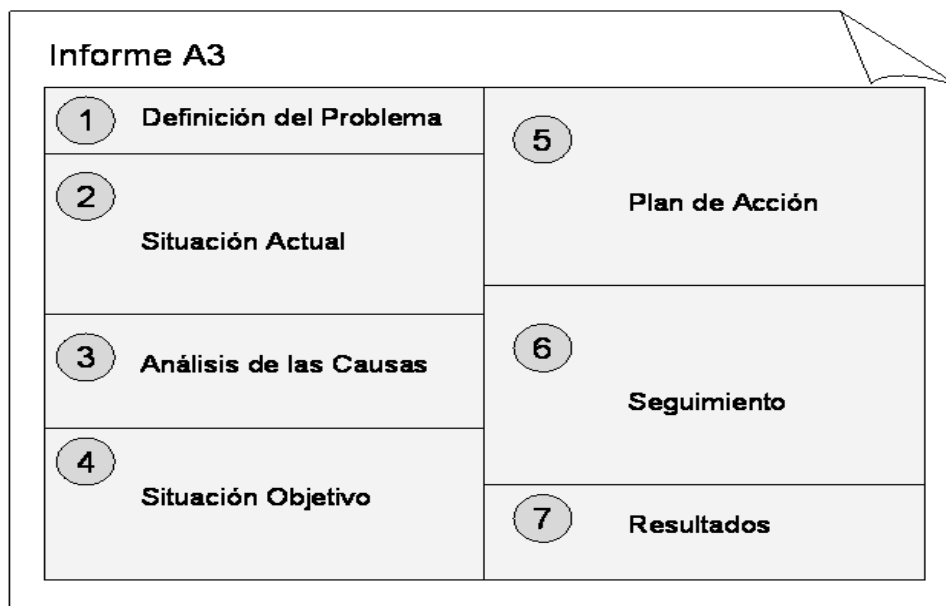 Informe A3
1 Definición del Problema
2
Situación Actual
3 Análisis de las Causas
4
Situación Objetivo
5
Plan de Acción
6
Seguimiento
7 Resultados